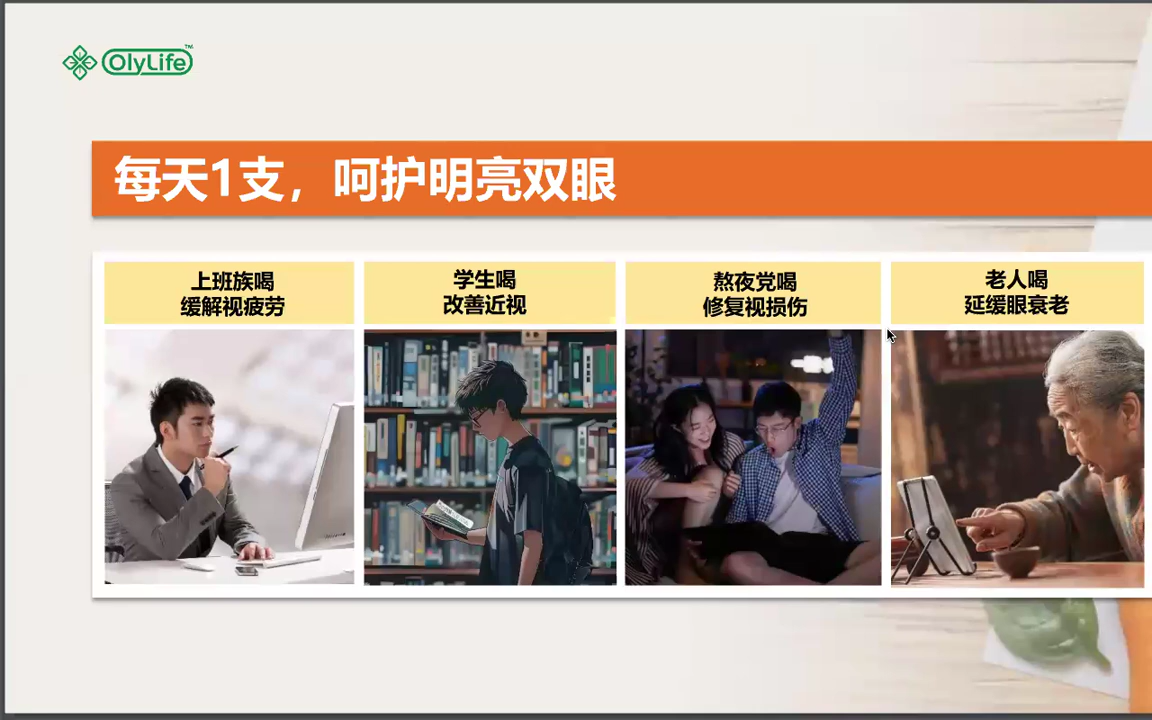 OlyLife™
每天1支，呵护明亮双眼
上班族喝
缓解视疲劳
学生喝
改善近视
熬夜党喝
修复视损伤
老人喝
延缓眼衰老